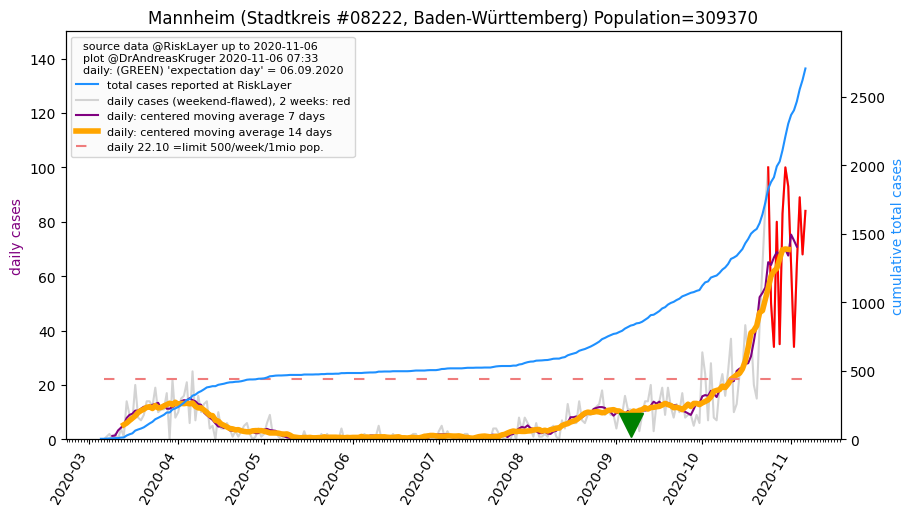 Mannheim (Stadtkreis #08222, Baden-Württemberg) Population=309370
source data @RiskLayer up to 2020-11-06
plot @DrAndreasKruger 2020-11-06 07:33
daily: (GREEN) 'expectation day' = 06.09.2020
total cases reported at RiskLayer
daily cases (weekend-flawed), 2 weeks: red
daily: centered moving average 7 days
daily: centered moving average 14 days
daily 22.10 =limit 500/week/1mio pop.
daily cases
140
120
100
80
60
40
20
0
cumulative total cases
2500
2000
1500
1000
500
0
2020-03
2020-04
2020-05
2020-06
2020-07
2020-08
2020-09
2020-10
2020-11